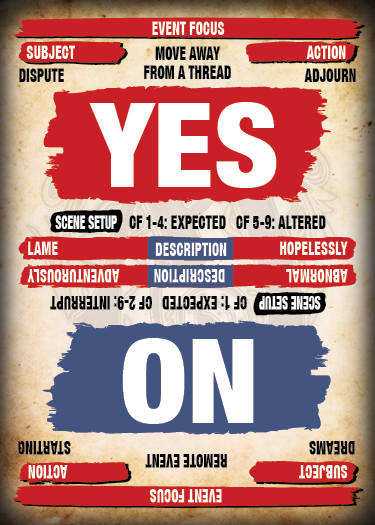 EVENT FOCUS
SUBJECT MOVE AWAY ACTION
DISPUTE FROM A THREAD ADJOURN
YES
SCENE SETUP CF 1-4: EXPECTED CF 5-9: ALTERED
LAME DESCRIPTION HOPELESSLY
EVENT FOCUS
SUBJECT REMOTE EVENT ACTION
DREAMS STARTING
NO
SCENE SETUP CF 1: EXPECTED CF 2-9: INTERRUPT
ABNORMAL DESCRIPTION ADVENTUROUSLY